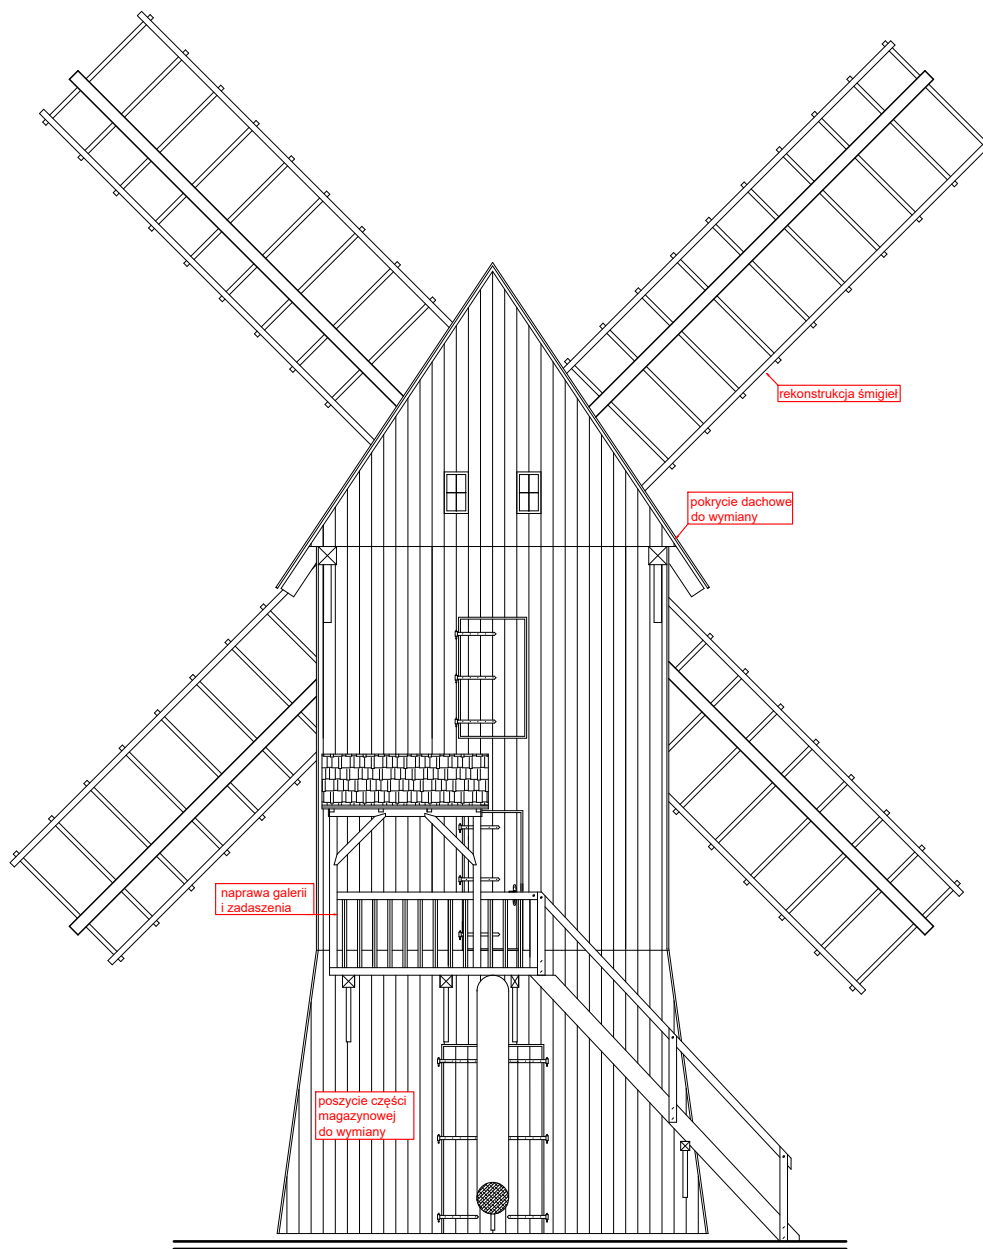 rekonstrukcja śmigieł
pokrycie dachowe
do wymiany
naprawa galerii
i zadaszenia
poszycie części
magazynowej
do wymiany